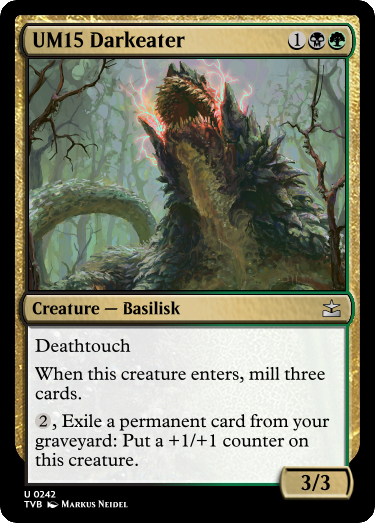 UM15 Darkeater 1
Creature — Basilisk
Deathtouch
When this creature enters, mill three
cards.
2, Exile a permanent card from your
graveyard: Put a +1/+1 counter on
this creature.
3/3
U 0242
TVB Markus Neidel